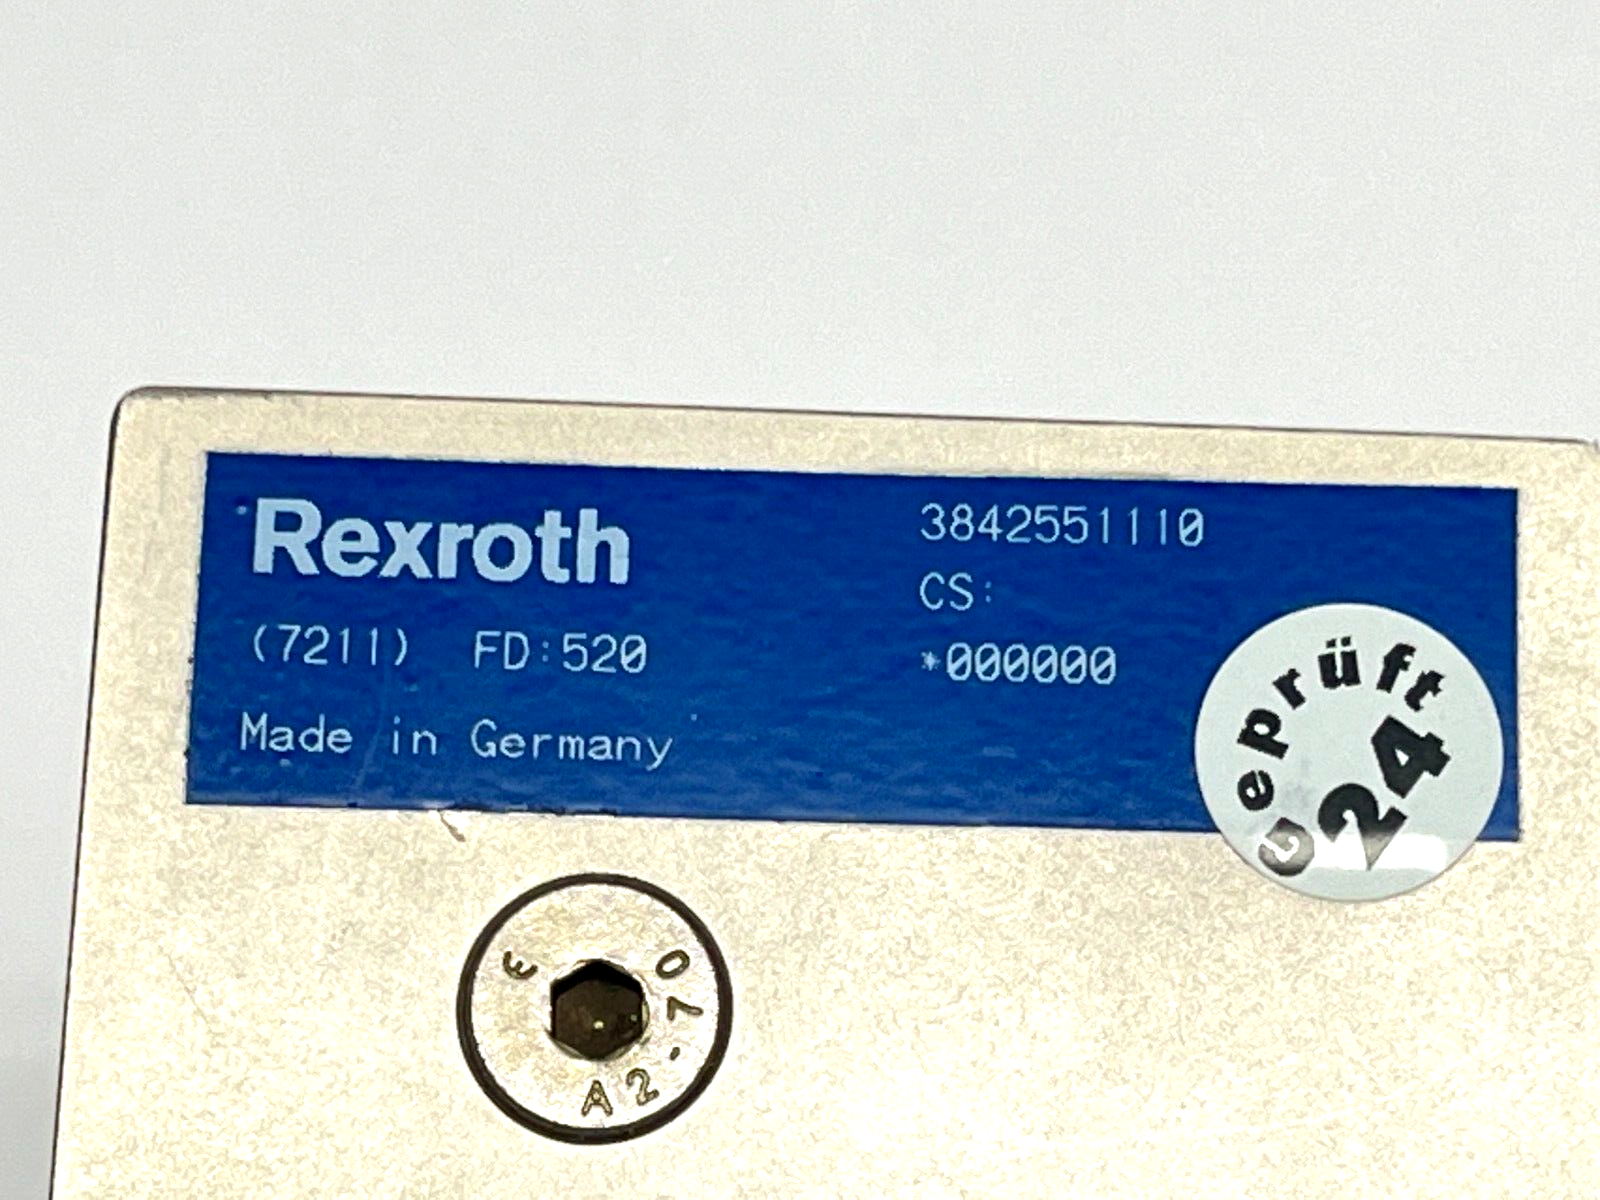 Rexroth
3842551110
CS:
(7211) FD:520
*000000
Made in Germany
Geprüft
24
A2-70